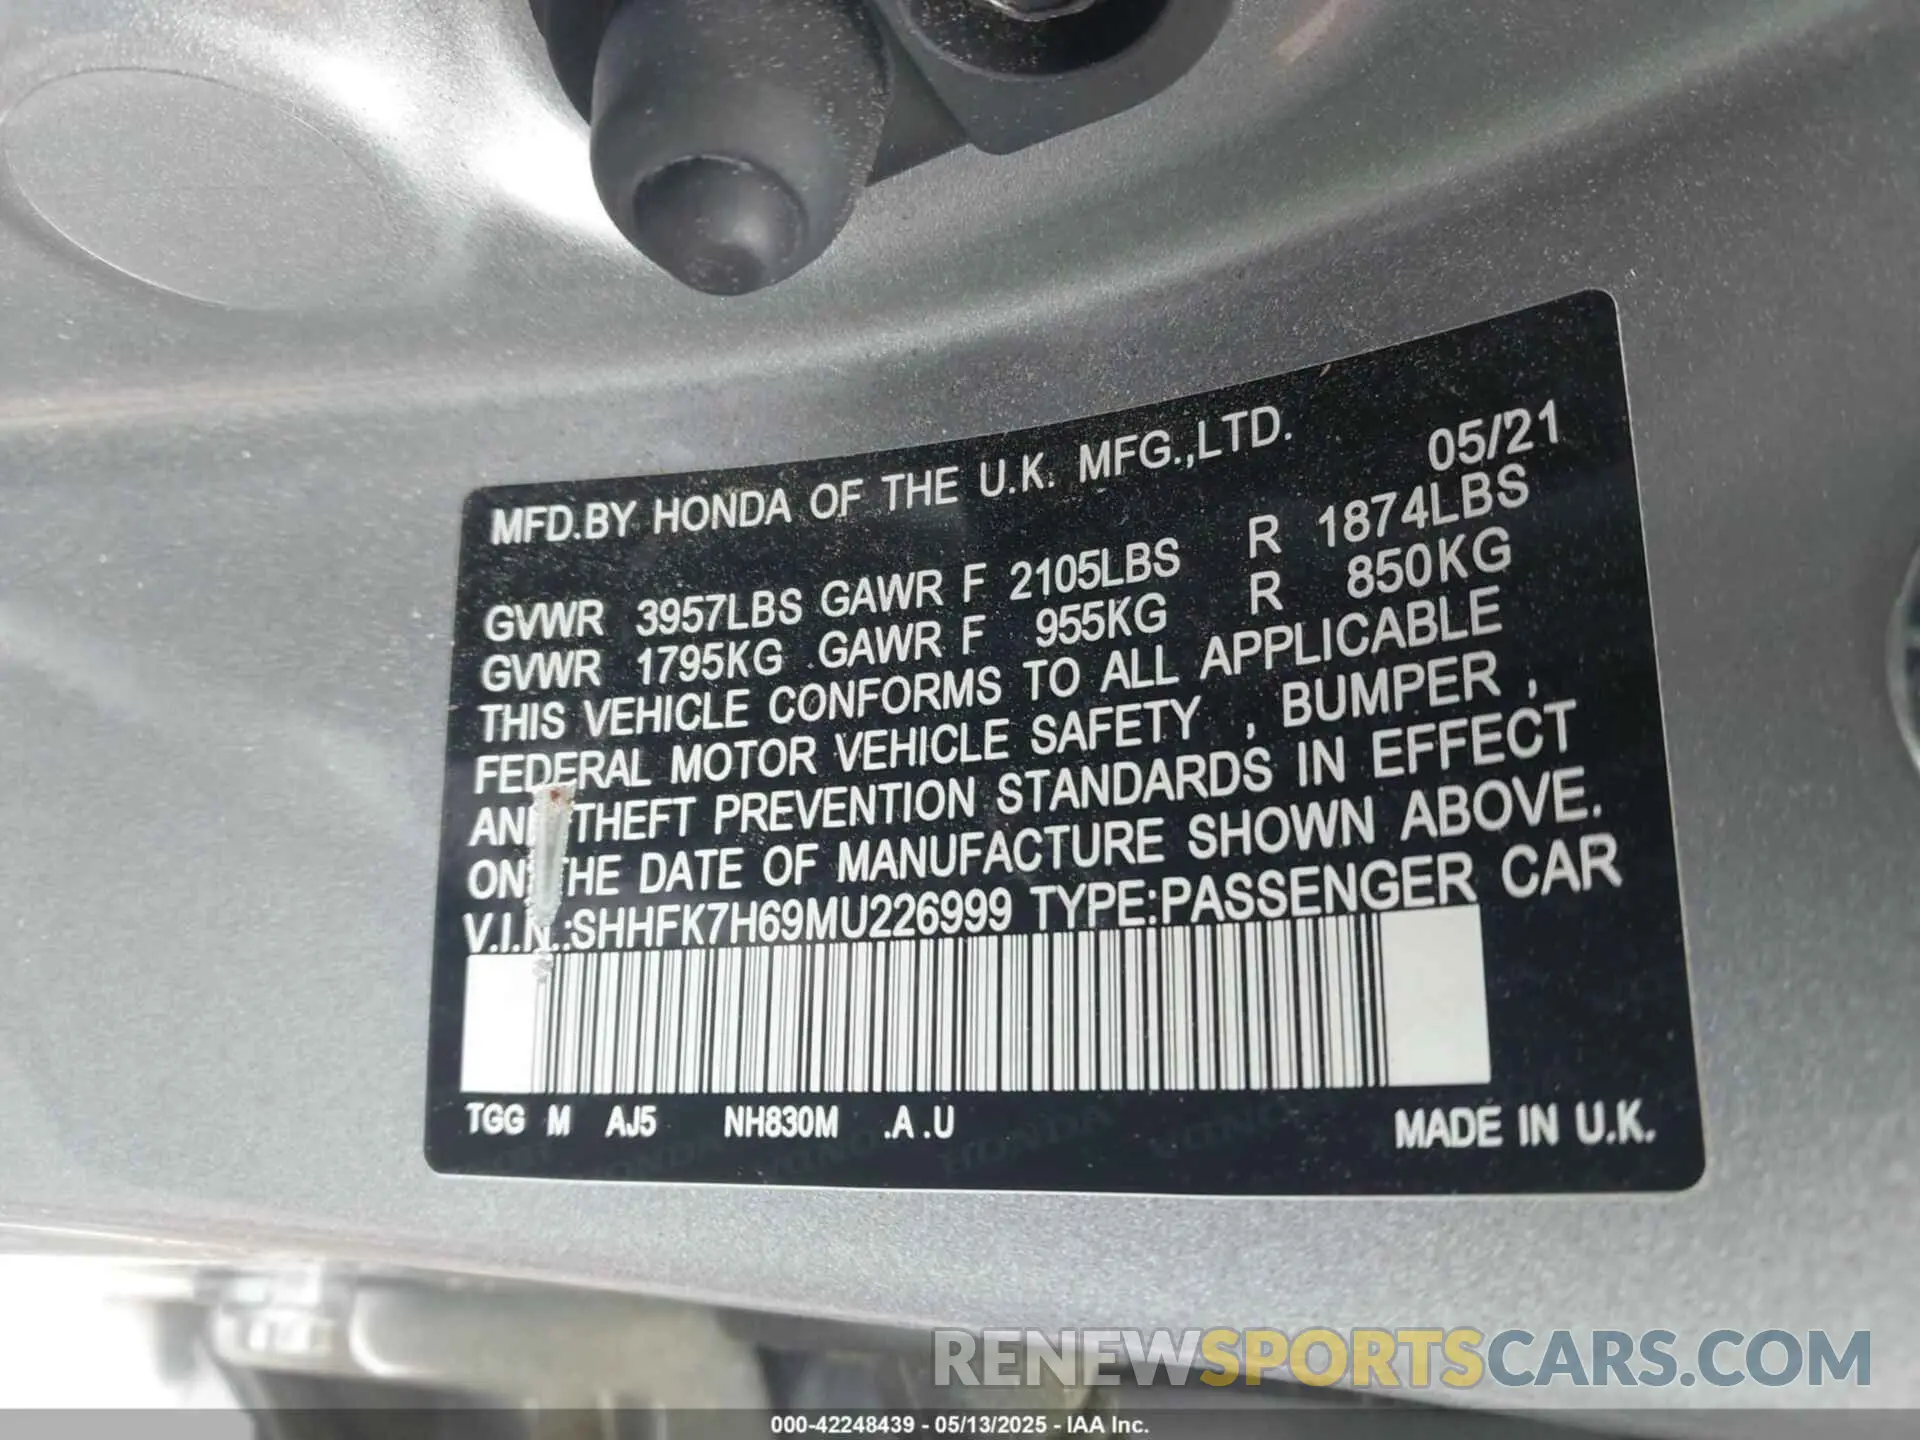 MFD.BY HONDA OF THE U.K. MFG.,LTD. 05/21
GVWR 3957LBS GAWR F 2105LBS R 1874LBS
GVWR 1795KG GAWR F 955KG R 850KG
THIS VEHICLE CONFORMS TO ALL APPLICABLE
FEDERAL MOTOR VEHICLE SAFETY , BUMPER ,
AND THEFT PREVENTION STANDARDS IN EFFECT
ON THE DATE OF MANUFACTURE SHOWN ABOVE.
V.I.N.:SHHFK7H69MU226999 TYPE:PASSENGER CAR
TGG M AJ5 NH830M .A .U MADE IN U.K.
RENEWSPORTSCARS.COM
000-42248439 - 05/13/2025 - IAA Inc.